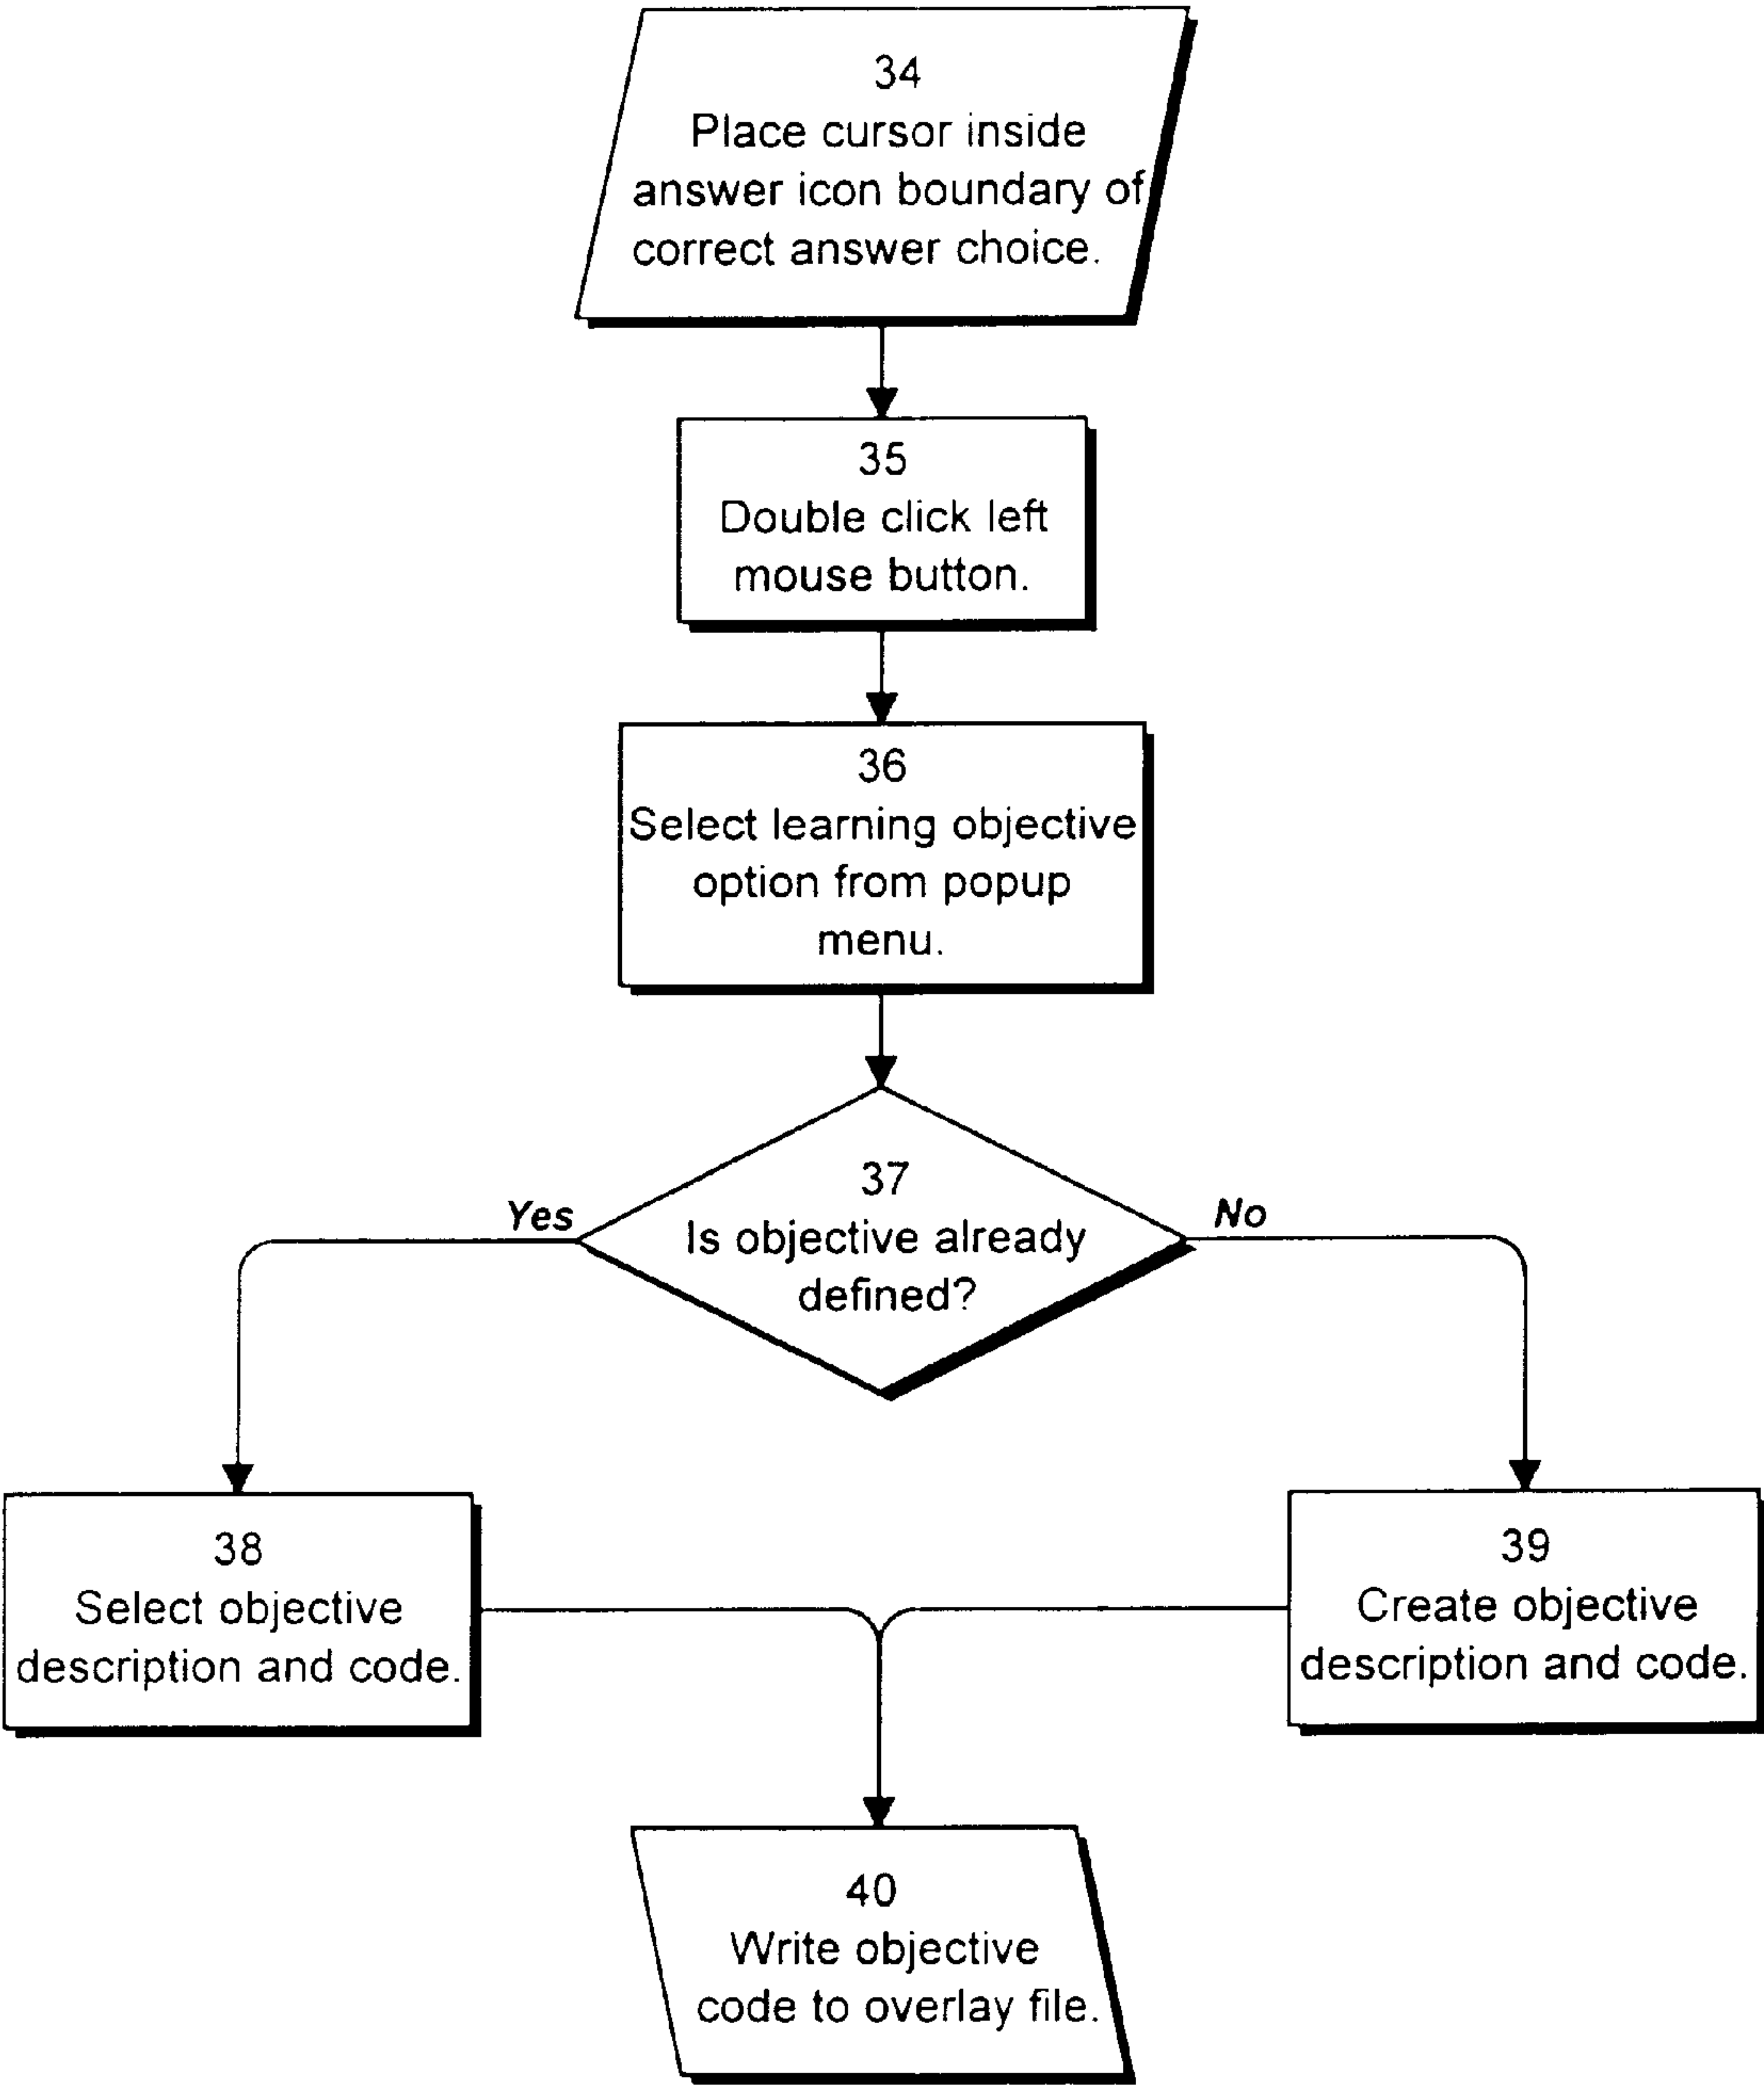 34
Place cursor inside
answer icon boundary of
correct answer choice.
35
Double click left
mouse button.
36
Select learning objective
option from popup
menu.
37
Is objective already
defined?
Yes
No
38
Select objective
description and code.
39
Create objective
description and code.
40
Write objective
code to overlay file.